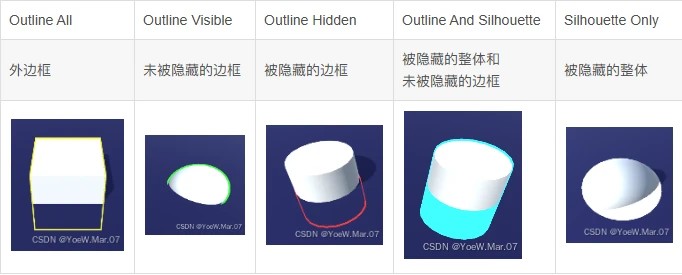 Outline All
Outline Visible
Outline Hidden
Outline And Silhouette
Silhouette Only
外边框
未被隐藏的边框
被隐藏的边框
被隐藏的整体和
未被隐藏的边框
被隐藏的整体
CSDN @YoeW.Mar.07
CSDN @YoeW.Mar.07
CSDN @YoeW.Mar.07
CSDN @YoeW.Mar.07
CSDN @YoeW.Mar.07